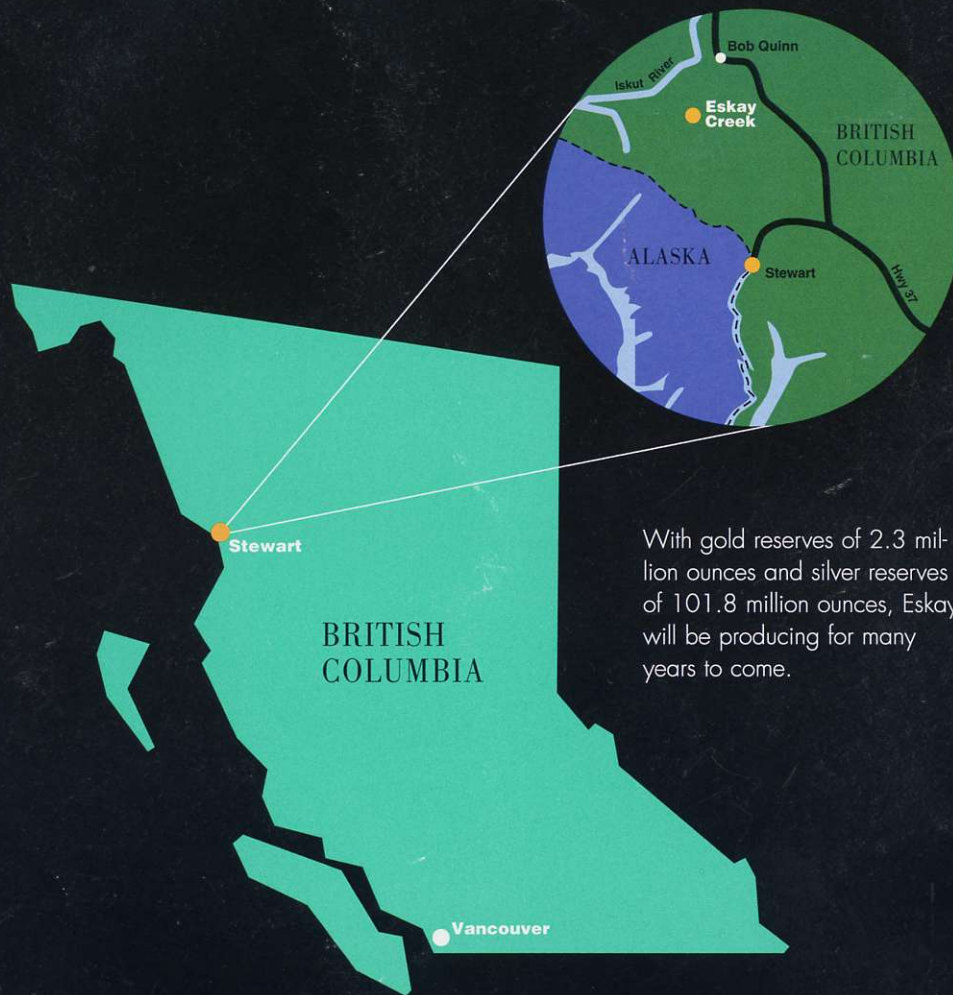 Bob Quinn
Iskut River
Eskay
Creek
BRITISH
COLUMBIA
ALASKA
Stewart
Hwy 37
Stewart
With gold reserves of 2.3 mil-
lion ounces and silver reserves
of 101.8 million ounces, Eskay
will be producing for many
years to come.
BRITISH
COLUMBIA
Vancouver